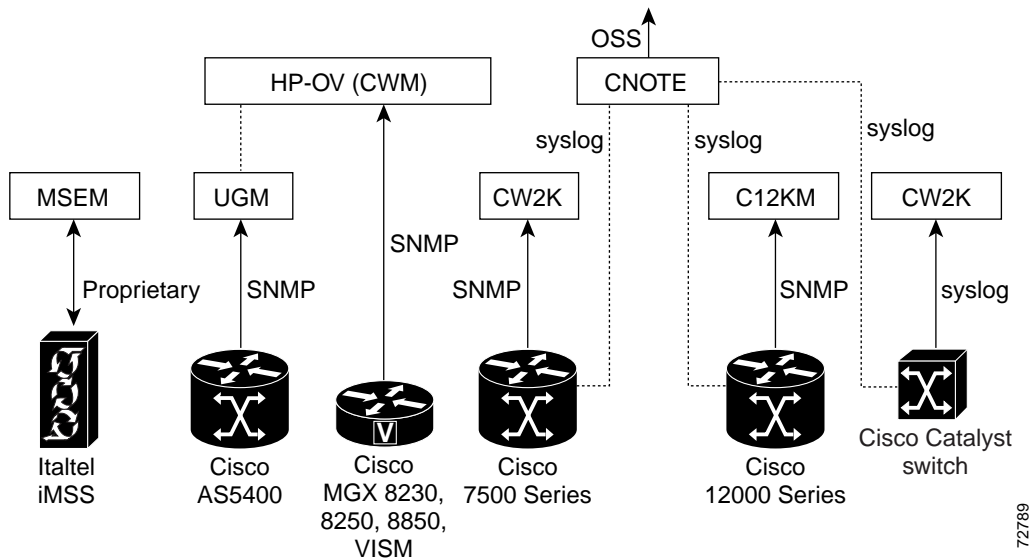 OSS
HP-OV (CWM)
CNOTE
syslog
syslog
syslog
MSEM
UGM
CW2K
C12KM
CW2K
SNMP
Proprietary
SNMP
SNMP
SNMP
syslog
V
Italtel
iMSS
Cisco
AS5400
Cisco
MGX 8230,
8250, 8850,
VISM
Cisco
7500 Series
Cisco
12000 Series
Cisco Catalyst
switch
72789